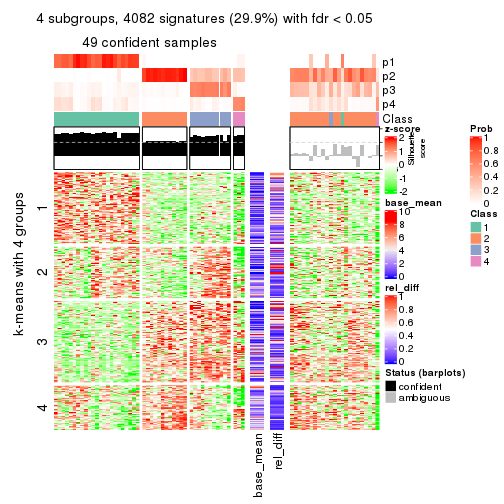 4 subgroups, 4082 signatures (29.9%) with fdr < 0.05
49 confident samples
p1
p2
p3
p4
Class
z-score
2
1
0
-1
-2
Silhouette
score
base_mean
10
8
6
4
2
0
rel_diff
1
0.8
0.6
0.4
0.2
0
Status (barplots)
confident
ambiguous
Prob
1
0.8
0.6
0.4
0.2
0
Class
1
2
3
4
k-means with 4 groups
1
2
3
4
base_mean
rel_diff